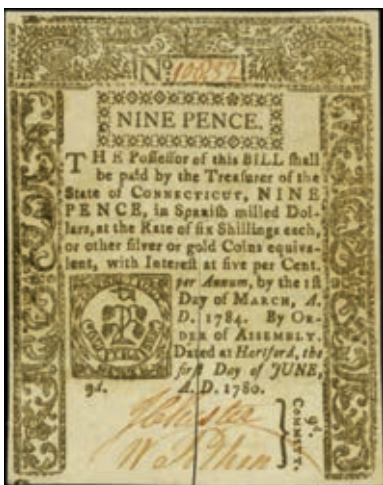 No 10832
NINE PENCE.
THE Possessor of this BILL shall
be paid by the Treasurer of the
State of CONNECTICUT, NINE
PENCE, in Spanish milled Dol-
lars, at the Rate of six Shillings each,
or other silver or gold Coins equiva-
lent, with Interest at five per Cent.
per Annum, by the 1st
Day of MARCH, A.
D. 1784. By OR-
DER of ASSEMBLY.
Dated at Hartford, the
first Day of JUNE,
9d. A. D. 1780.
9d.
COMMITT.